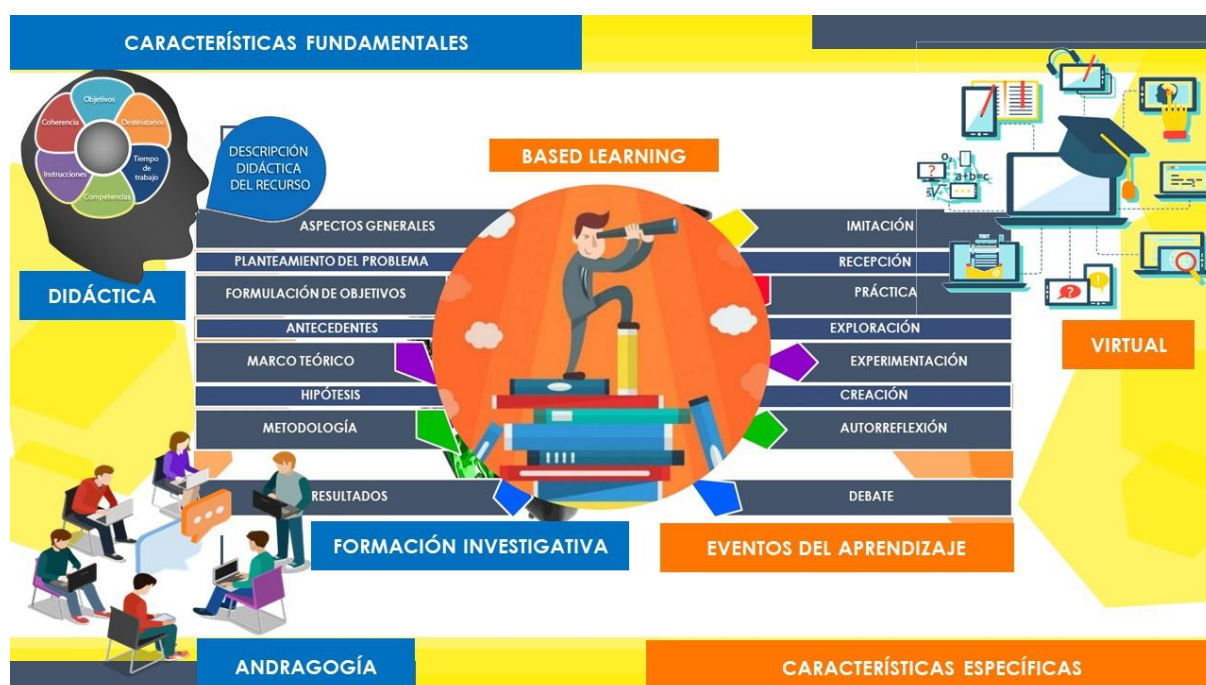 CARACTERÍSTICAS FUNDAMENTALES
Objetivos
Coherencia
Destinatarios
Instrucciones
Tiempo
de
trabajo
Competencias
DESCRIPCIÓN
DIDÁCTICA
DEL RECURSO
DIDÁCTICA
BASED LEARNING
ASPECTOS GENERALES
PLANTEAMIENTO DEL PROBLEMA
FORMULACIÓN DE OBJETIVOS
ANTECEDENTES
MARCO TEÓRICO
HIPÓTESIS
METODOLOGÍA
RESULTADOS
IMITACIÓN
RECEPCIÓN
PRÁCTICA
EXPLORACIÓN
EXPERIMENTACIÓN
CREACIÓN
AUTORREFLEXIÓN
DEBATE
a+b=c
VIRTUAL
FORMACIÓN INVESTIGATIVA
EVENTOS DEL APRENDIZAJE
ANDRAGOGÍA
CARACTERÍSTICAS ESPECÍFICAS